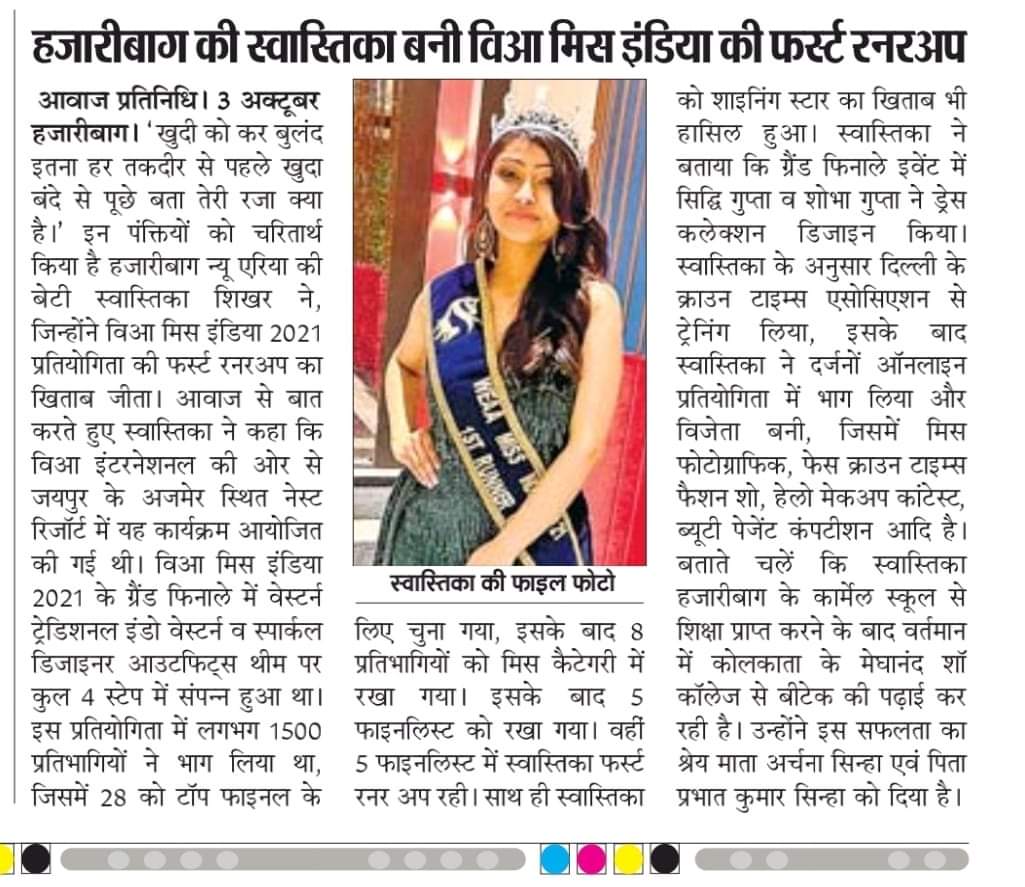 हजारीबाग की स्वास्तिका बनी विआ मिस इंडिया की फर्स्ट रनरअप
आवाज प्रतिनिधि। 3 अक्टूबर
हजारीबाग। 'खुदी को कर बुलंद
इतना हर तकदीर से पहले खुदा
बंदे से पूछे बता तेरी रजा क्या
है।' इन पंक्तियों को चरितार्थ
किया है हजारीबाग न्यू एरिया की
बेटी स्वास्तिका शिखर ने,
जिन्होंने विआ मिस इंडिया 2021
प्रतियोगिता की फर्स्ट रनरअप का
खिताब जीता। आवाज से बात
करते हुए स्वास्तिका ने कहा कि
विआ इंटरनेशनल की ओर से
जयपुर के अजमेर स्थित नेस्ट
रिजॉर्ट में यह कार्यक्रम आयोजित
की गई थी। विआ मिस इंडिया
2021 के ग्रैंड फिनाले में वेस्टर्न
ट्रेडिशनल इंडो वेस्टर्न व स्पार्कल
डिजाइनर आउटफिट्स थीम पर
कुल 4 स्टेप में संपन्न हुआ था।
इस प्रतियोगिता में लगभग 1500
प्रतिभागियों ने भाग लिया था,
जिसमें 28 को टॉप फाइनल के
WEAA MISS
1ST RUNNER
स्वास्तिका की फाइल फोटो
लिए चुना गया, इसके बाद 8
प्रतिभागियों को मिस कैटेगरी में
रखा गया। इसके बाद 5
फाइनलिस्ट को रखा गया। वहीं
5 फाइनलिस्ट में स्वास्तिका फर्स्ट
रनर अप रही। साथ ही स्वास्तिका
को शाइनिंग स्टार का खिताब भी
हासिल हुआ। स्वास्तिका ने
बताया कि ग्रैंड फिनाले इवेंट में
सिद्धि गुप्ता व शोभा गुप्ता ने ड्रेस
कलेक्शन डिजाइन किया।
स्वास्तिका के अनुसार दिल्ली के
क्राउन टाइम्स एसोसिएशन से
ट्रेनिंग लिया, इसके बाद
स्वास्तिका ने दर्जनों ऑनलाइन
प्रतियोगिता में भाग लिया और
विजेता बनी, जिसमें मिस
फोटोग्राफिक, फेस क्राउन टाइम्स
फैशन शो, हेलो मेकअप कांटेस्ट,
ब्यूटी पेजेंट कंपटीशन आदि है।
बताते चलें कि स्वास्तिका
हजारीबाग के कार्मेल स्कूल से
शिक्षा प्राप्त करने के बाद वर्तमान
में कोलकाता के मेघानंद शॉ
कॉलेज से बीटेक की पढ़ाई कर
रही है। उन्होंने इस सफलता का
श्रेय माता अर्चना सिन्हा एवं पिता
प्रभात कुमार सिन्हा को दिया है।